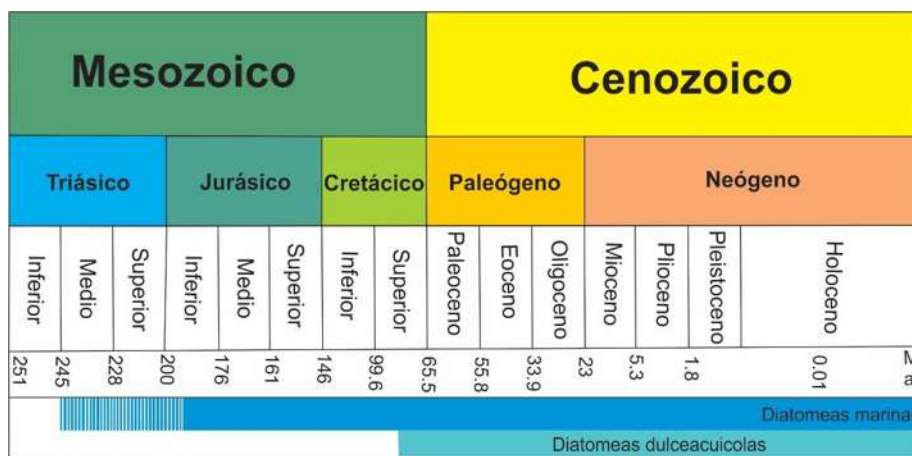 Mesozoico
Cenozoico
Triásico
Jurásico
Cretácico
Paleógeno
Neógeno
Inferior
Medio
Superior
Inferior
Medio
Superior
Inferior
Superior
Paleoceno
Eoceno
Oligoceno
Mioceno
Plioceno
Pleistoceno
Holoceno
251
245
228
200
176
161
146
99.6
65.5
55.8
33.9
23
5.3
1.8
0.01
M
a
Diatomeas marina
Diatomeas dulceacuicolas